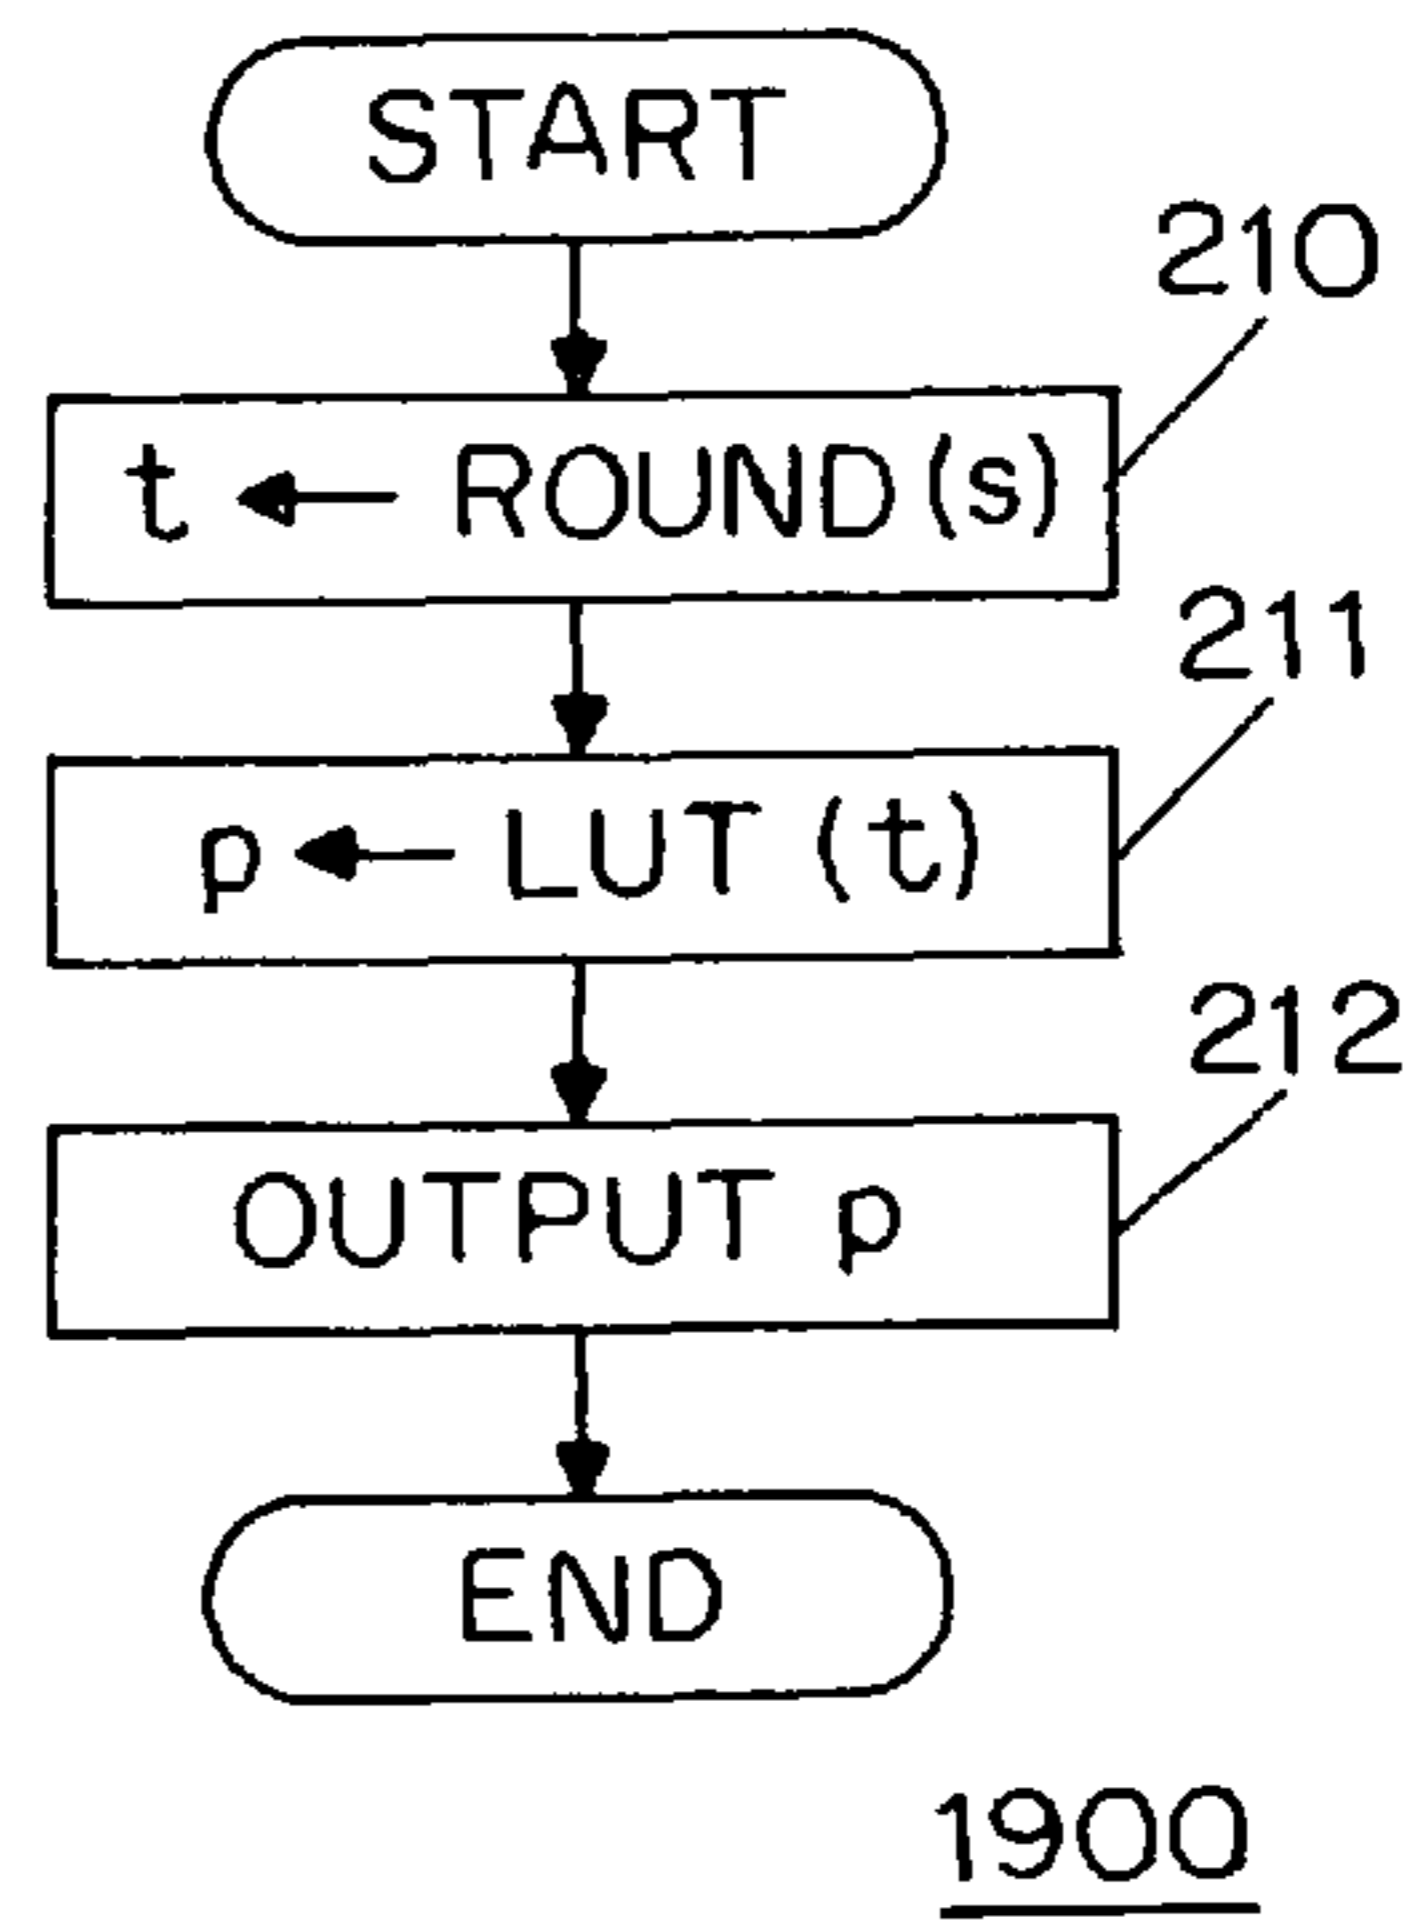 START
210
t ← ROUND (s)
211
p ← LUT (t)
212
OUTPUT p
END
1900